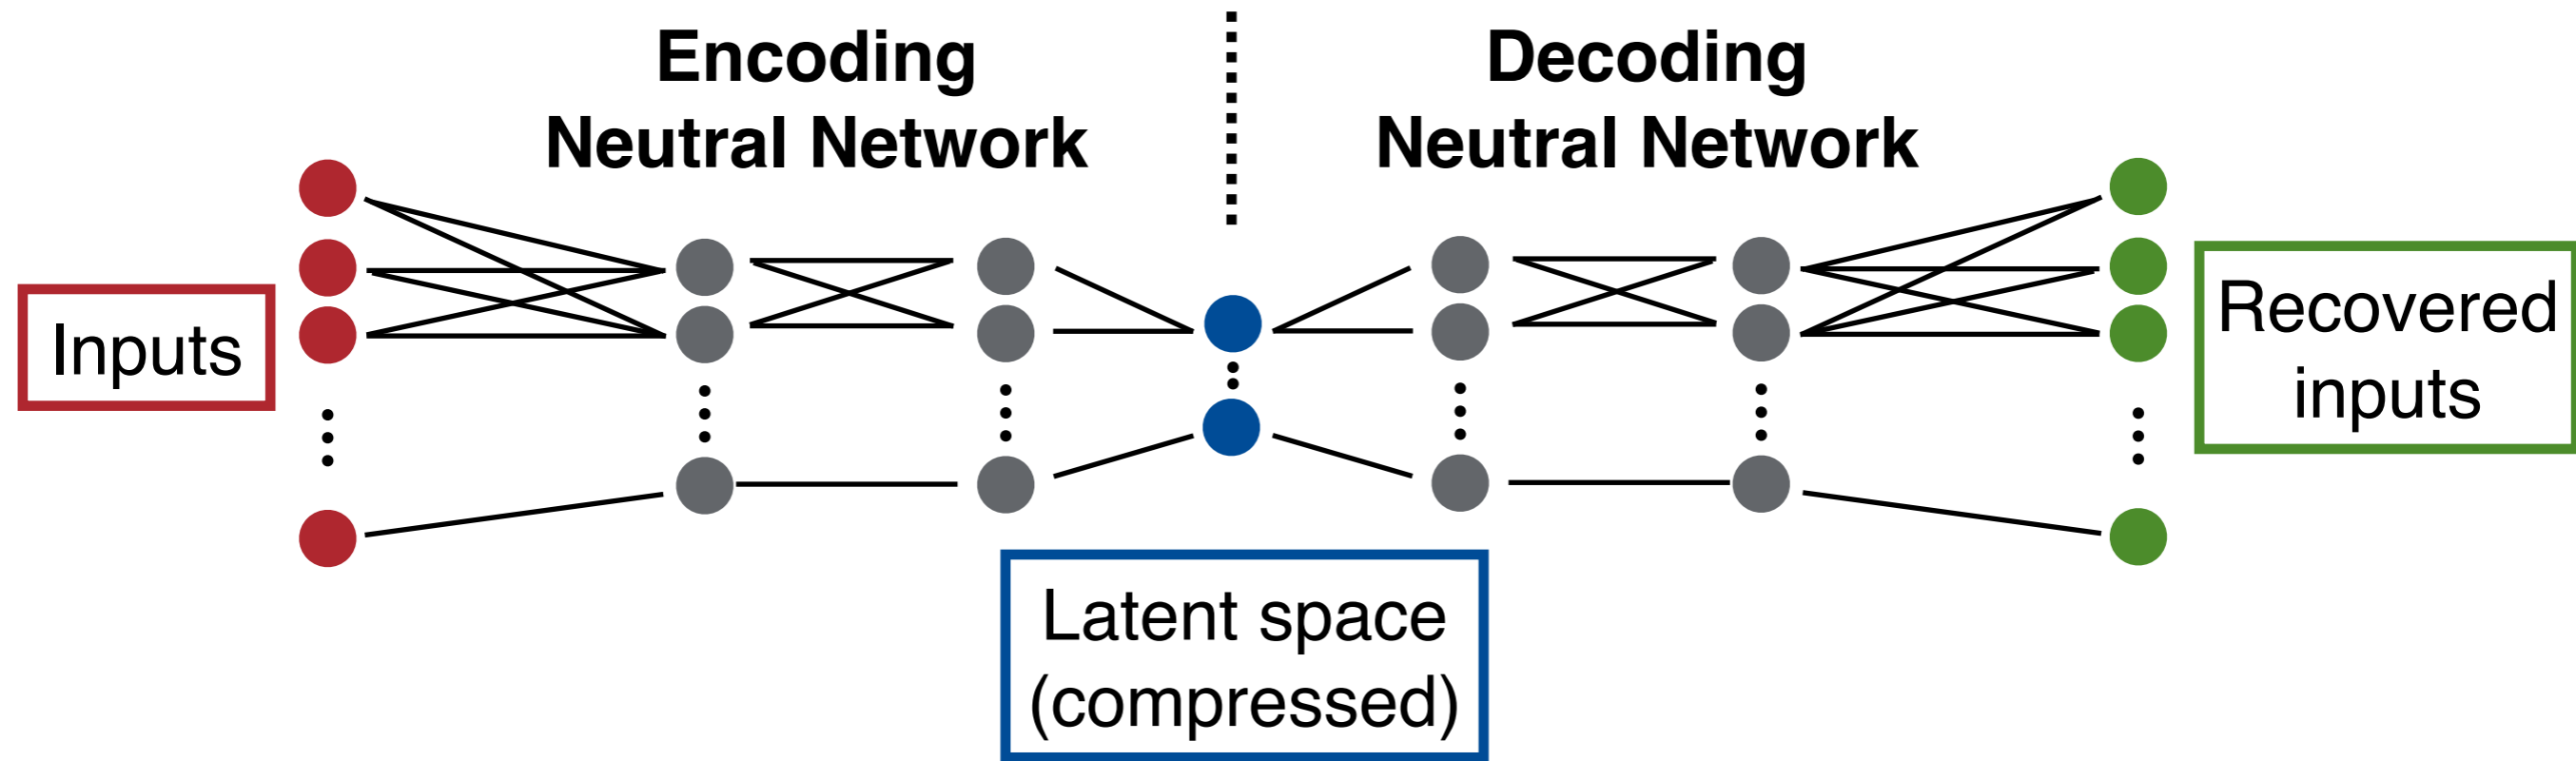 Encoding
Neutral Network
Decoding
Neutral Network
Inputs
Recovered
inputs
Latent space
(compressed)